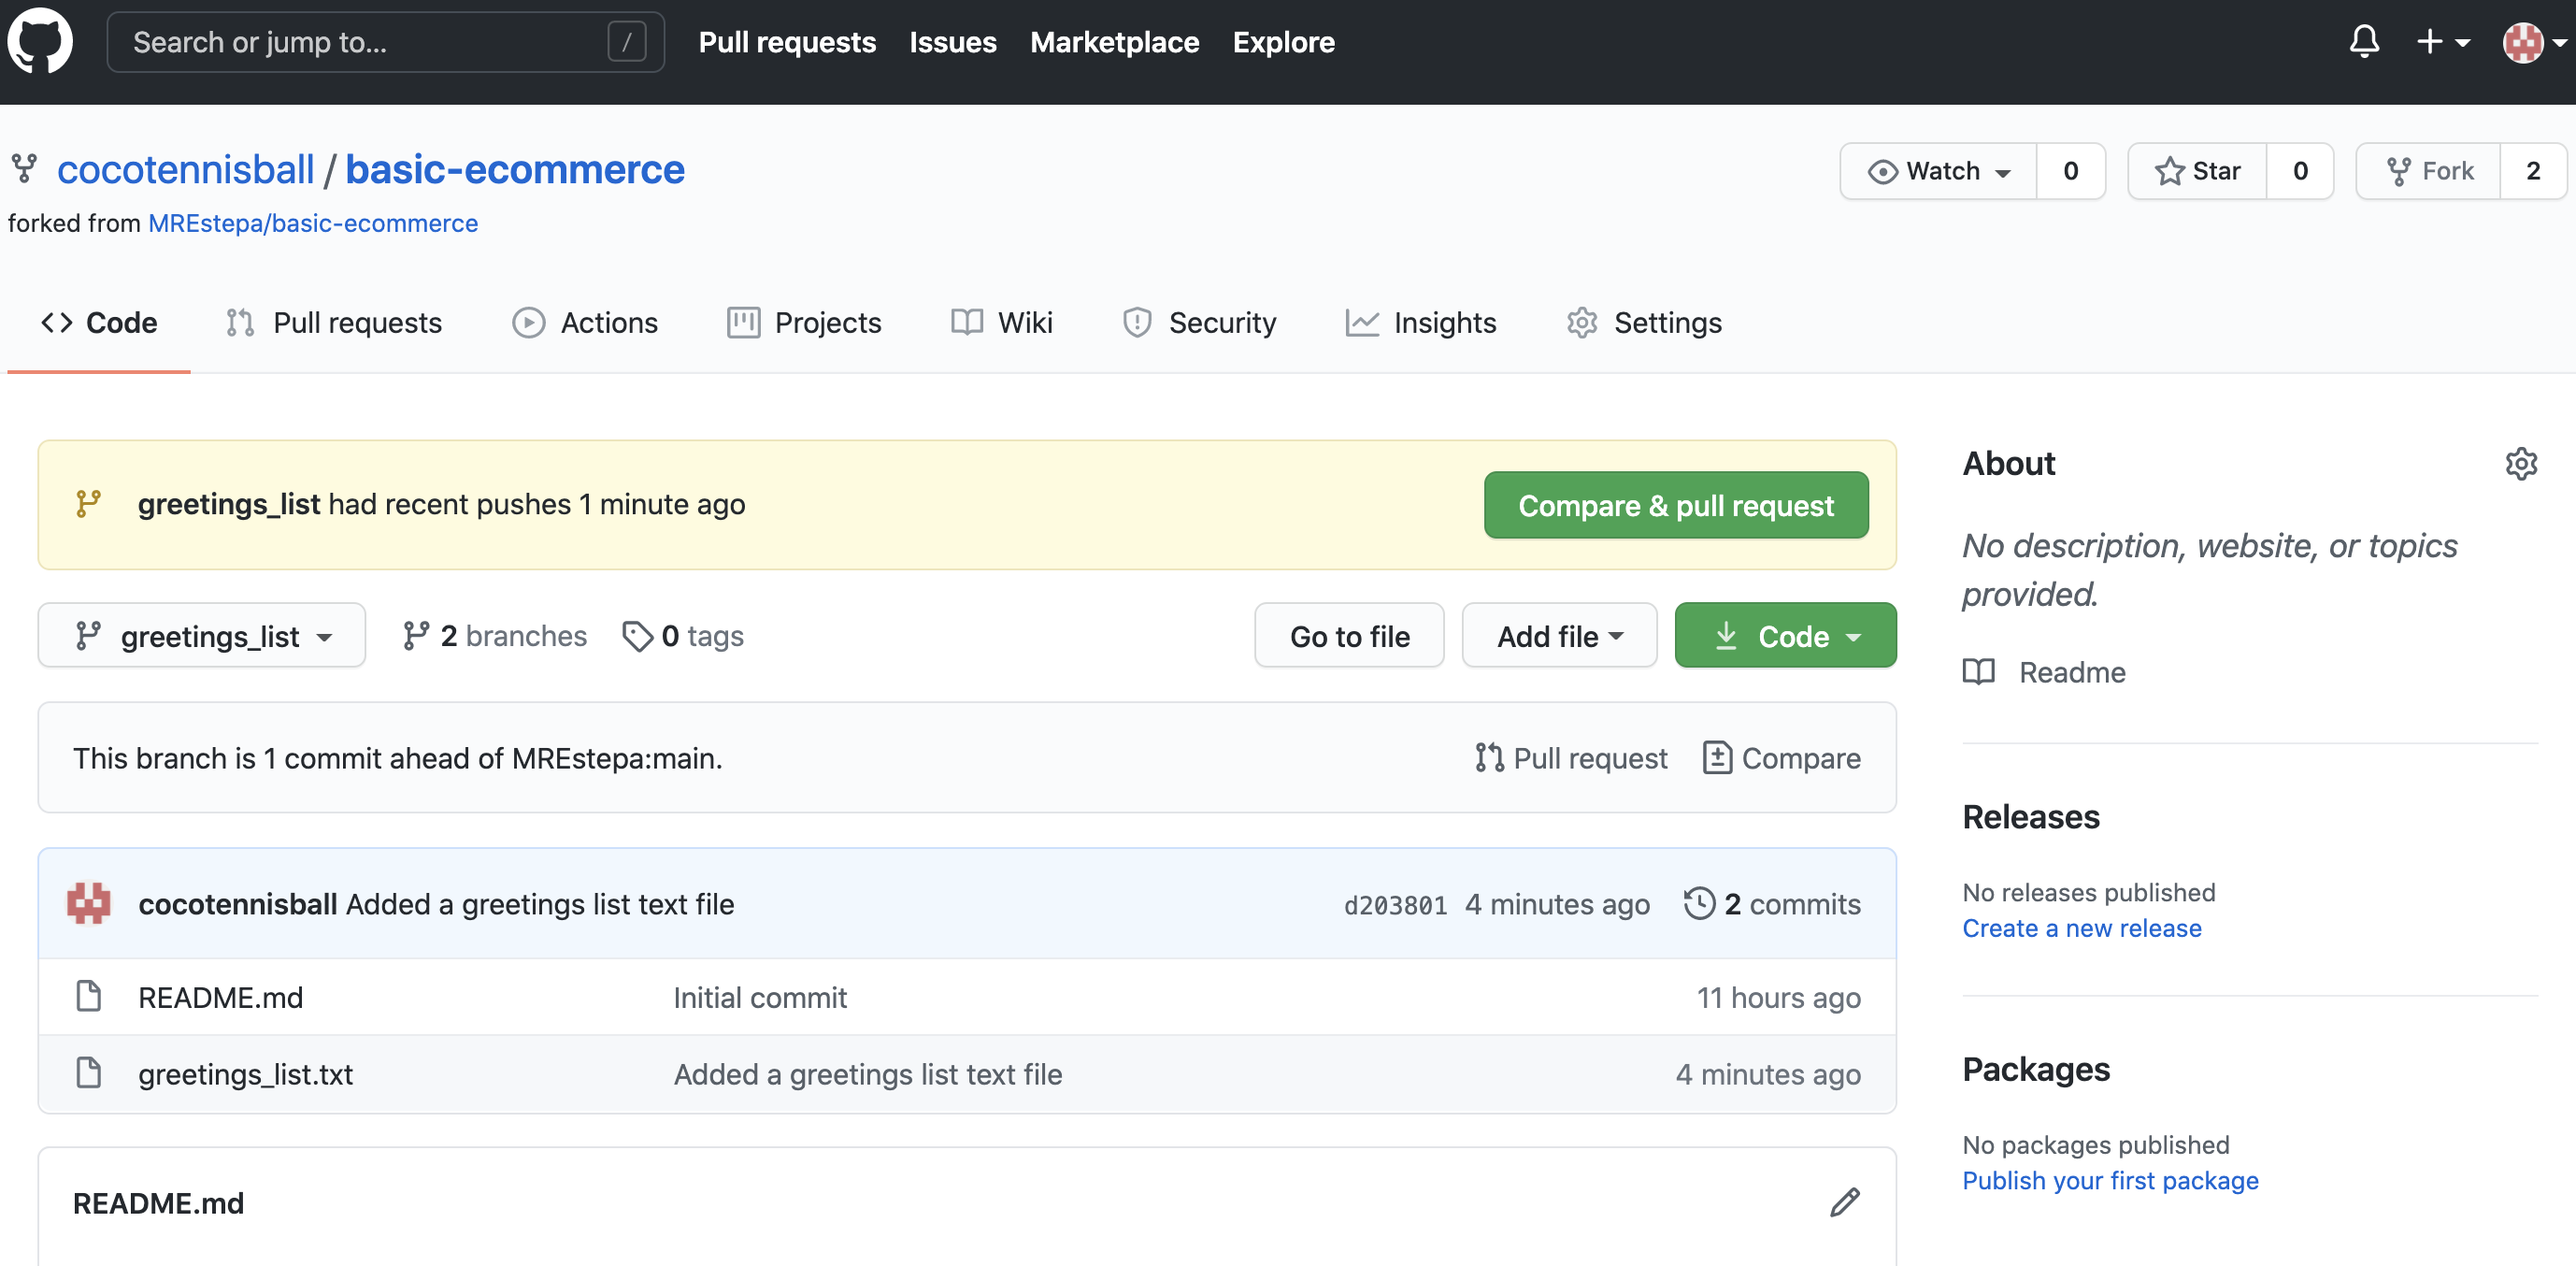 Search or jump to... /
Pull requests Issues Marketplace Explore
cocotennisball / basic-ecommerce
Watch 0 Star 0 Fork 2
forked from MREstepa/basic-ecommerce
Code Pull requests Actions Projects Wiki Security Insights Settings
greetings_list had recent pushes 1 minute ago
Compare & pull request
greetings_list 2 branches 0 tags
Go to file Add file Code
This branch is 1 commit ahead of MREstepa:main.
Pull request Compare
cocotennisball Added a greetings list text file
d203801 4 minutes ago 2 commits
README.md Initial commit 11 hours ago
greetings_list.txt Added a greetings list text file 4 minutes ago
README.md
About
No description, website, or topics
provided.
Readme
Releases
No releases published
Create a new release
Packages
No packages published
Publish your first package